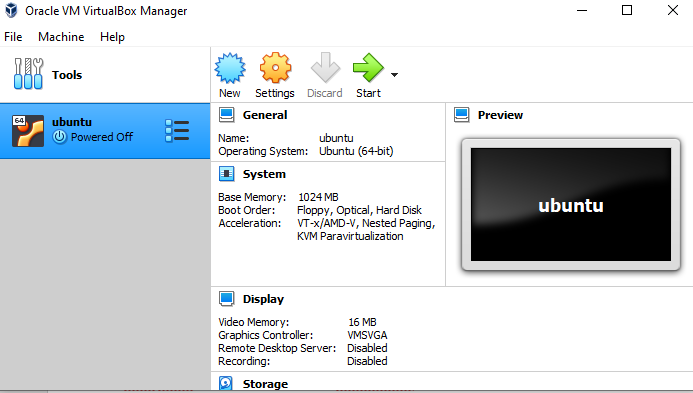 Oracle VM VirtualBox Manager
File Machine Help
Tools
New Settings Discard Start
64
ubuntu
Powered Off
General
Name: ubuntu
Operating System: Ubuntu (64-bit)
System
Base Memory: 1024 MB
Boot Order: Floppy, Optical, Hard Disk
Acceleration: VT-x/AMD-V, Nested Paging,
KVM Paravirtualization
Preview
ubuntu
Display
Video Memory: 16 MB
Graphics Controller: VMSVGA
Remote Desktop Server: Disabled
Recording: Disabled
Storage